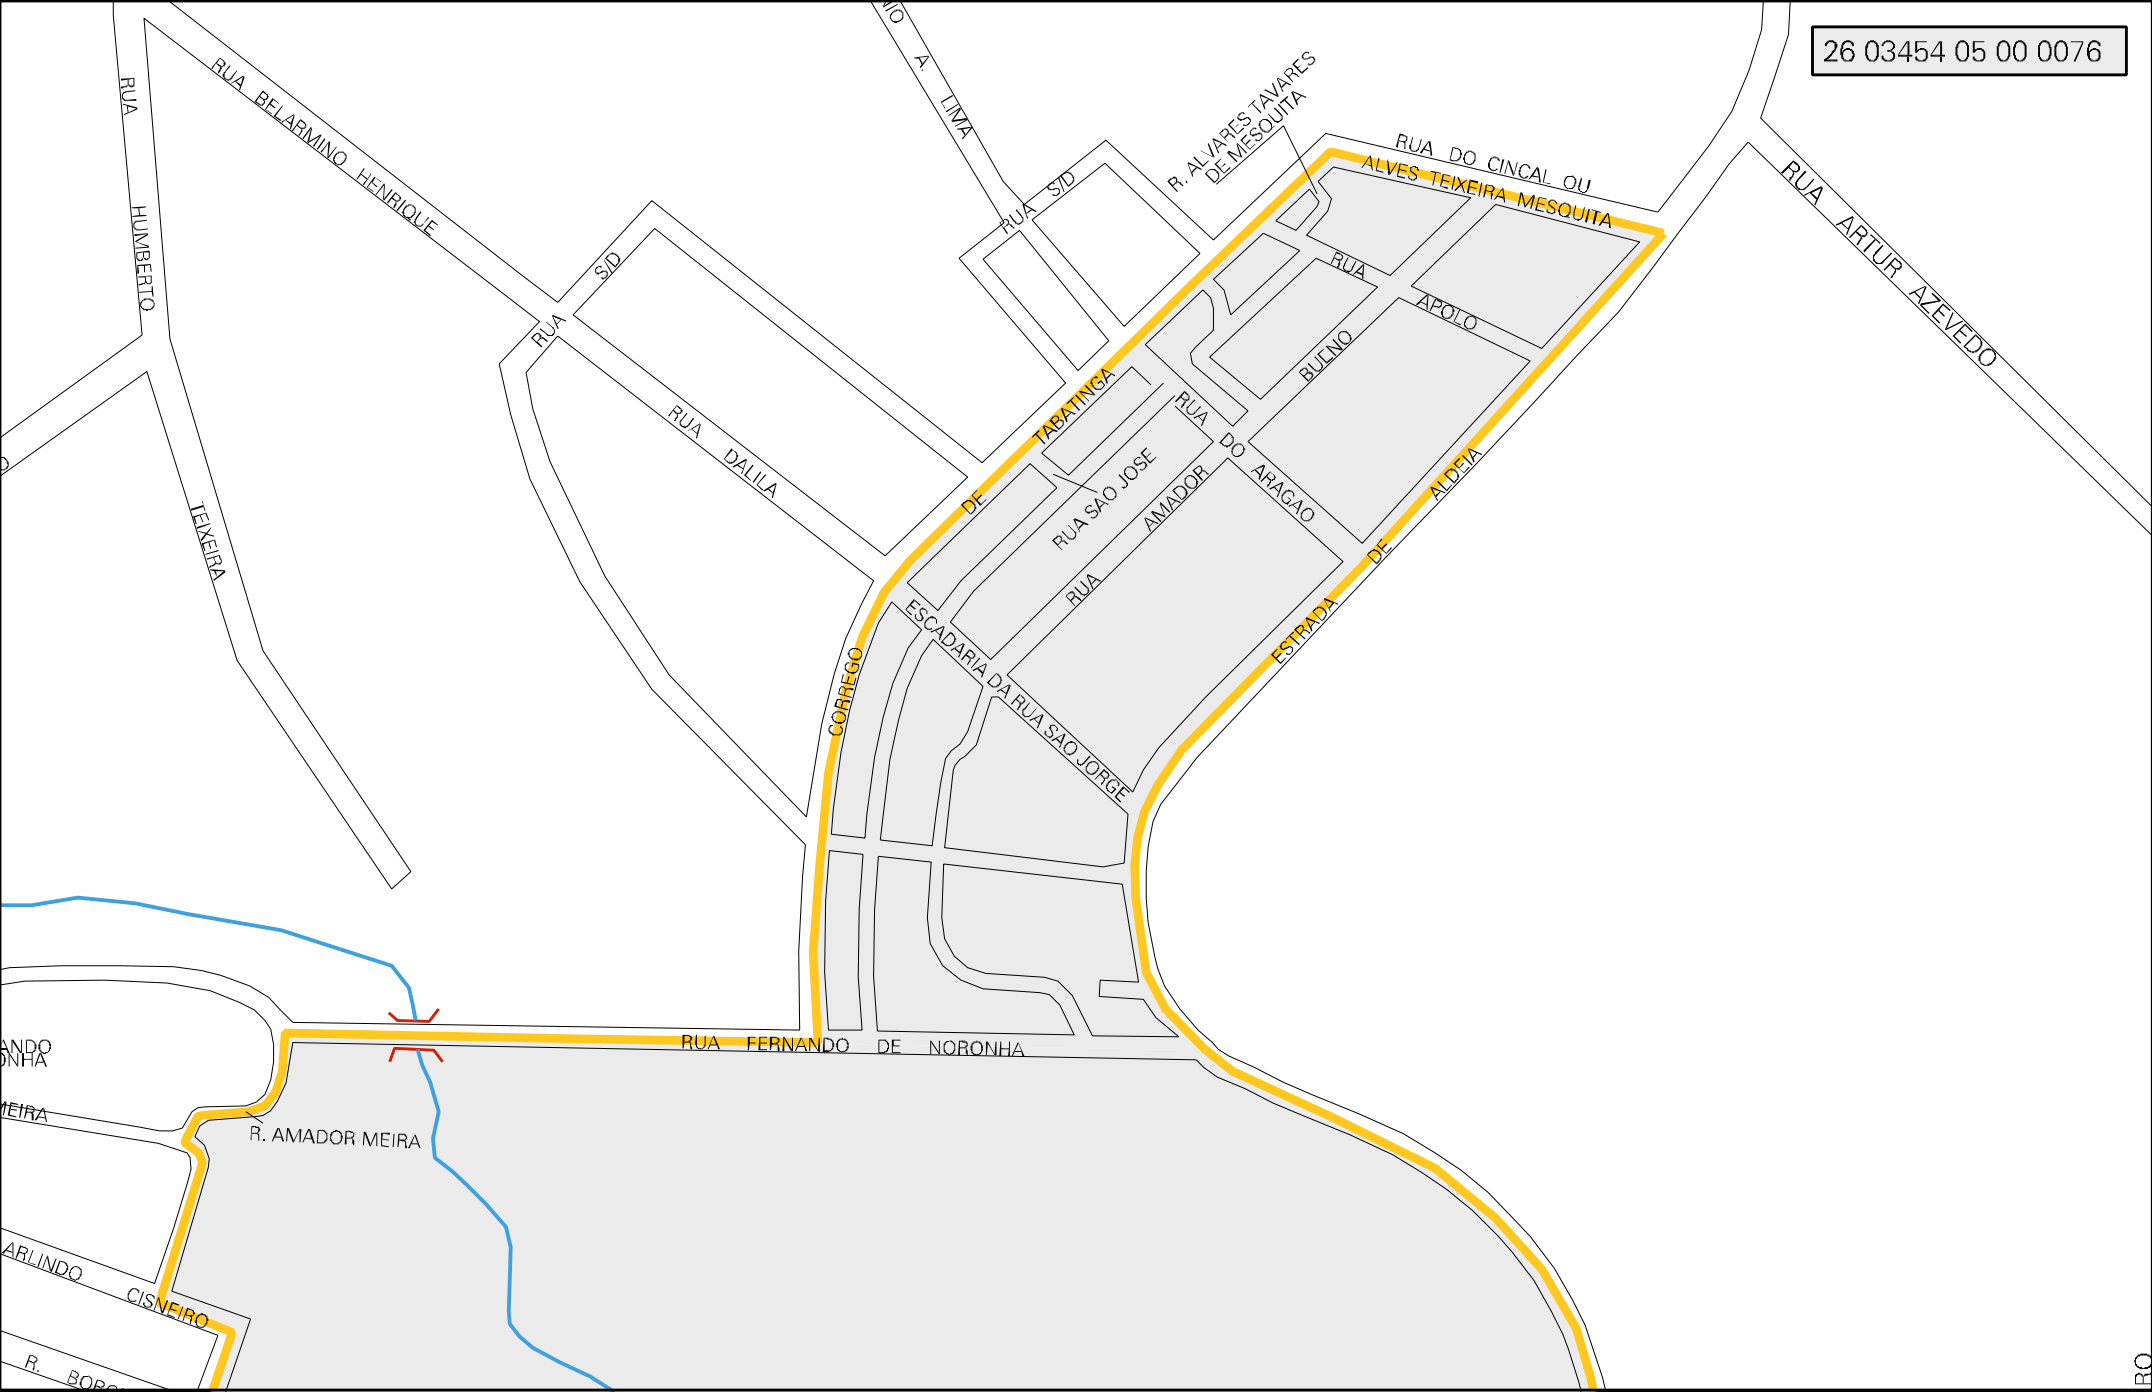 26 03454 05 00 0076
RUA HUMBERTO TEIXEIRA
RUA BELARMINO HENRIQUE
A. LIMA
R. ALVARES TAVARES
DE MESQUITA
RUA DO CINCAL OU
ALVES TEIXEIRA MESQUITA
RUA ARTUR AZEVEDO
RUA S/D
RUA S/D
RUA APOLO
RUA DALILA
CORREGO DE TABATINGA
RUA AMADOR BUENO
RUA DO ARAGAO
RUA SAO JOSE
ESTRADA DE ALDEIA
ESCADARIA DA RUA SAO JORGE
RUA FERNANDO DE NORONHA
R. AMADOR MEIRA
ARLINDO CISNEIRO
R.